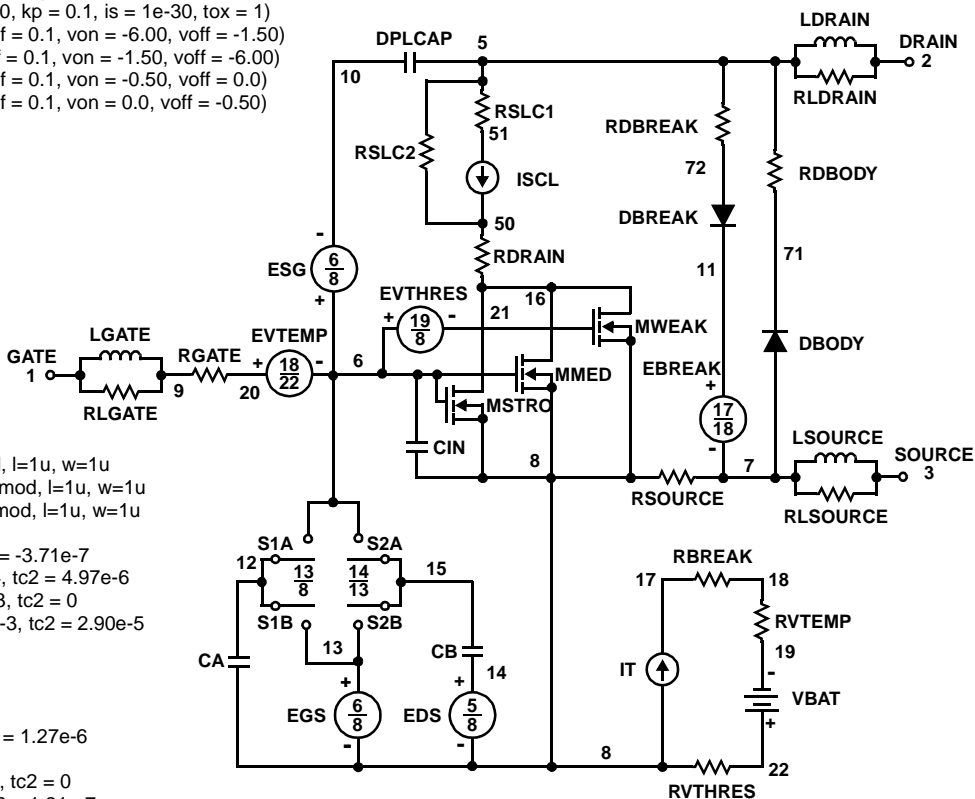 0, kp = 0.1, is = 1e-30, tox = 1)
f = 0.1, von = -6.00, voff = -1.50)
f = 0.1, von = -1.50, voff = -6.00)
f = 0.1, von = -0.50, voff = 0.0)
f = 0.1, von = 0.0, voff = -0.50)
DPLCAP 5
10
LDRAIN
DRAIN
2
RLDRAIN
RSLC1
51
RSLC2
ISCL
50
RDRAIN
RDBREAK
72
RDBODY
DBREAK
71
11
-
ESG 6/8
+
EVTHRES
+ 19/8 -
16
21
MWEAK
LGATE
GATE
1
RLGATE
9
RGATE
20
EVTEMP
+ 18/22 -
6
MMED
MSTRO
EBREAK
+
17/18
-
DBODY
CIN
8
RSOURCE
7
LSOURCE
SOURCE
3
RLSOURCE
l, l=1u, w=1u
mod, l=1u, w=1u
mod, l=1u, w=1u
= -3.71e-7
, tc2 = 4.97e-6
3, tc2 = 0
-3, tc2 = 2.90e-5
= 1.27e-6
, tc2 = 0
S1A
S2A
12
13/8
14/13
15
S1B
S2B
13
CA
CB
14
+
EGS 6/8
-
+
EDS 5/8
-
8
RBREAK
17
18
RVTEMP
19
IT
-
VBAT
+
22
RVTHRES